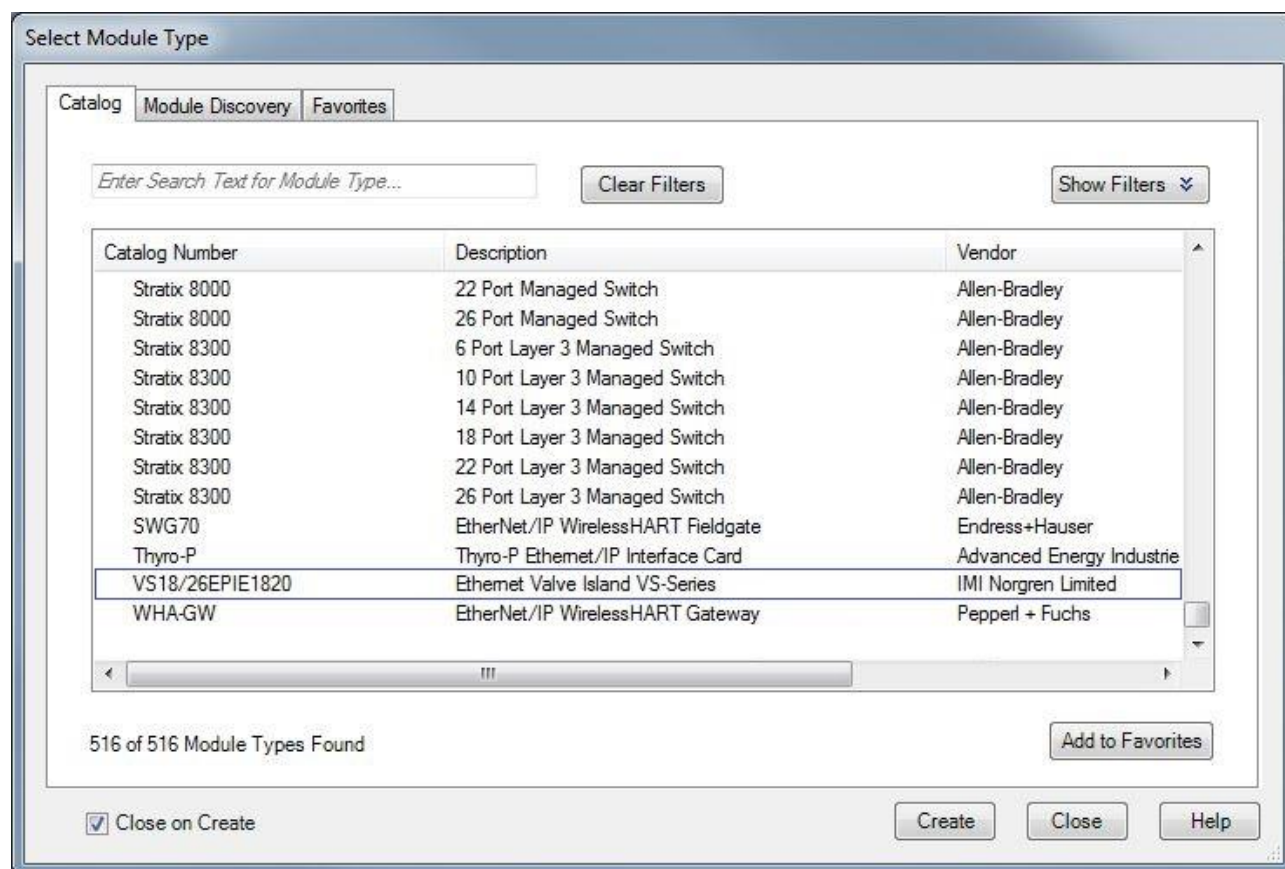 Select Module Type
Catalog Module Discovery Favorites
Enter Search Text for Module Type... Clear Filters Show Filters
Catalog Number Description Vendor
Stratix 8000 22 Port Managed Switch Allen-Bradley
Stratix 8000 26 Port Managed Switch Allen-Bradley
Stratix 8300 6 Port Layer 3 Managed Switch Allen-Bradley
Stratix 8300 10 Port Layer 3 Managed Switch Allen-Bradley
Stratix 8300 14 Port Layer 3 Managed Switch Allen-Bradley
Stratix 8300 18 Port Layer 3 Managed Switch Allen-Bradley
Stratix 8300 22 Port Layer 3 Managed Switch Allen-Bradley
Stratix 8300 26 Port Layer 3 Managed Switch Allen-Bradley
SWG70 EtherNet/IP WirelessHART Fieldgate Endress+Hauser
Thyro-P Thyro-P Ethernet/IP Interface Card Advanced Energy Industrie
VS18/26EPIE1820 Ethernet Valve Island VS-Series IMI Norgren Limited
WHA-GW EtherNet/IP WirelessHART Gateway Pepperl + Fuchs
516 of 516 Module Types Found Add to Favorites
Close on Create Create Close Help